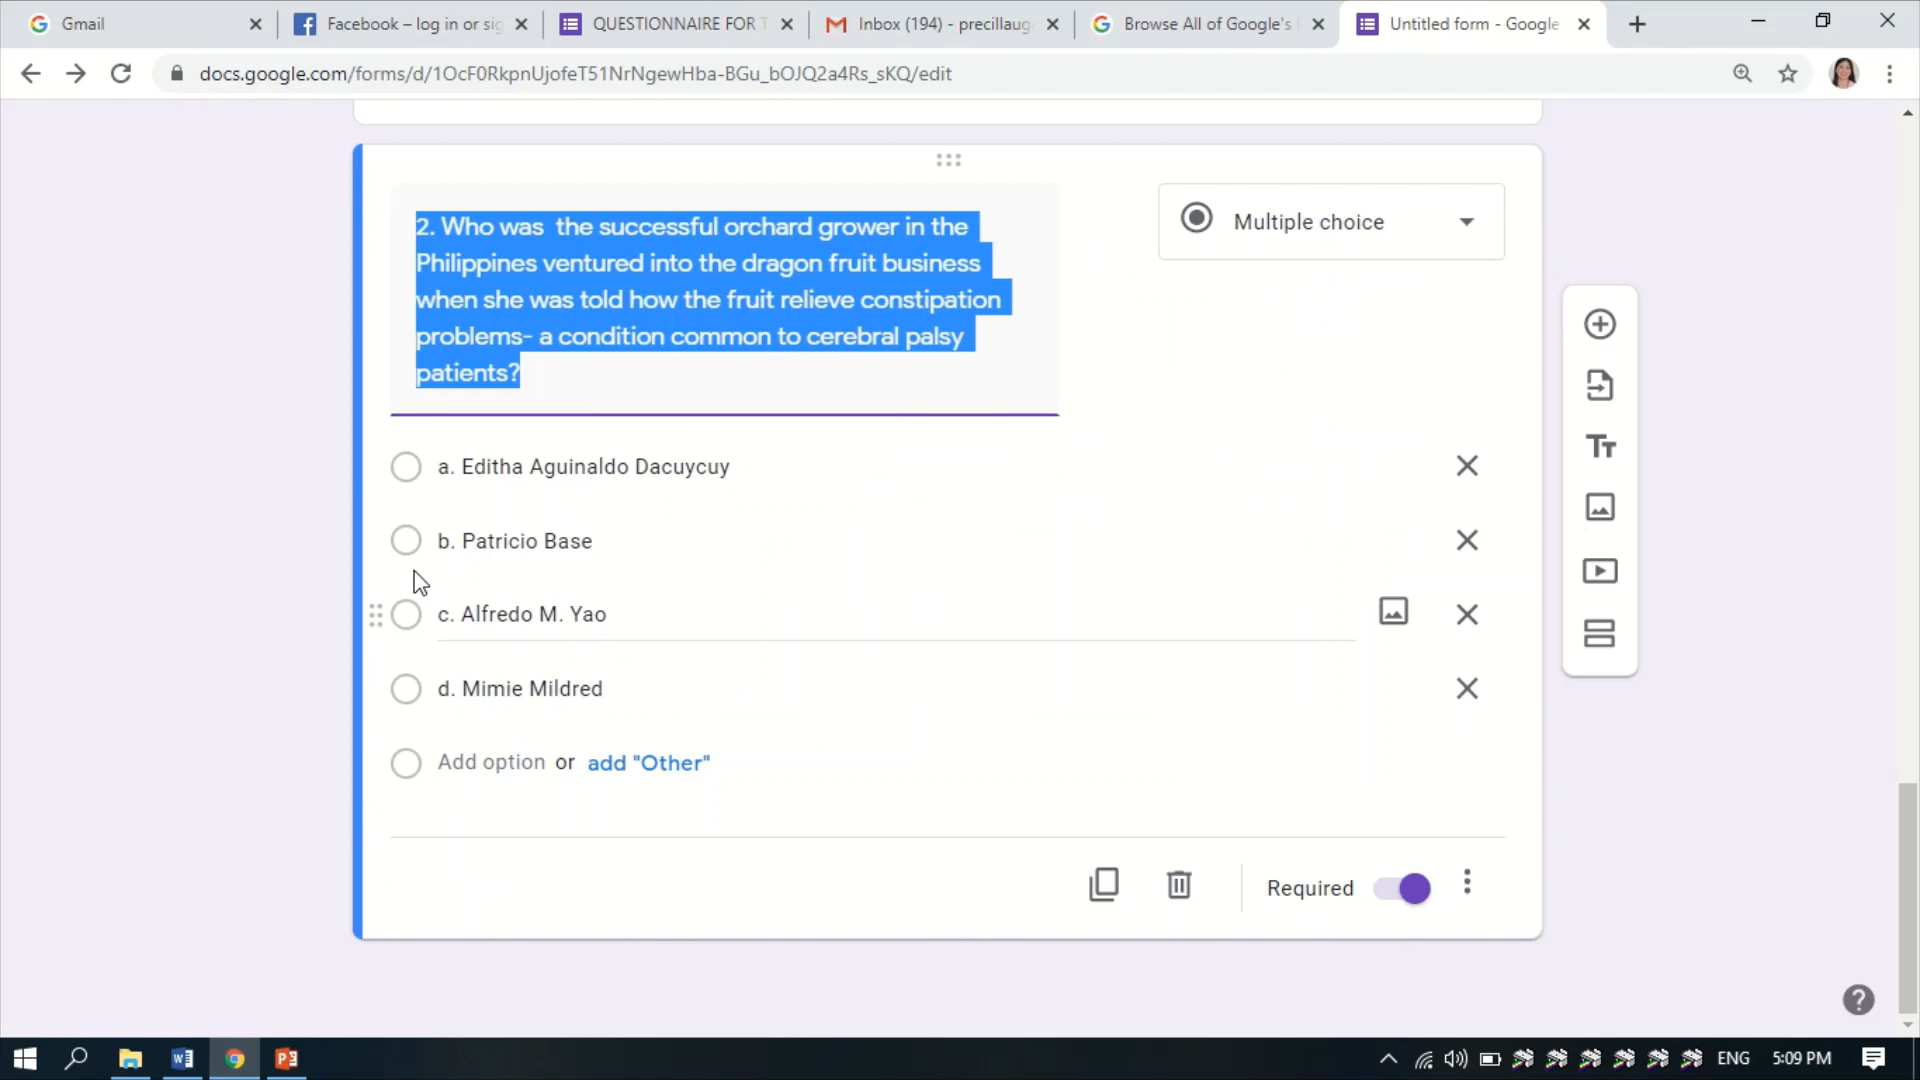 Gmail
Facebook – log in or sig
QUESTIONNAIRE FOR T
Inbox (194) - precillaug
Browse All of Google's
Untitled form - Google
docs.google.com/forms/d/1OcF0RkpnUjofeT51NrNgewHba-BGu_bOJQ2a4Rs_sKQ/edit
2. Who was  the successful orchard grower in the
Philippines ventured into the dragon fruit business
when she was told how the fruit relieve constipation
problems- a condition common to cerebral palsy
patients?
Multiple choice
a. Editha Aguinaldo Dacuycuy
b. Patricio Base
c. Alfredo M. Yao
d. Mimie Mildred
Add option or add "Other"
Required
ENG
5:09 PM